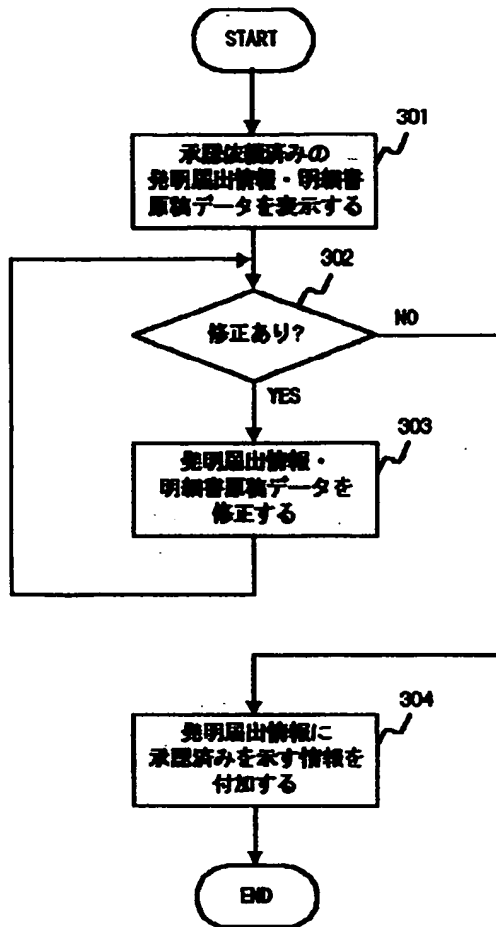 START
301
承認依頼済みの
発明届出情報・明細書
原稿データを表示する
302
修正あり?
NO
YES
303
発明届出情報・
明細書原稿データを
修正する
304
発明届出情報に
承認済みを示す情報を
付加する
END